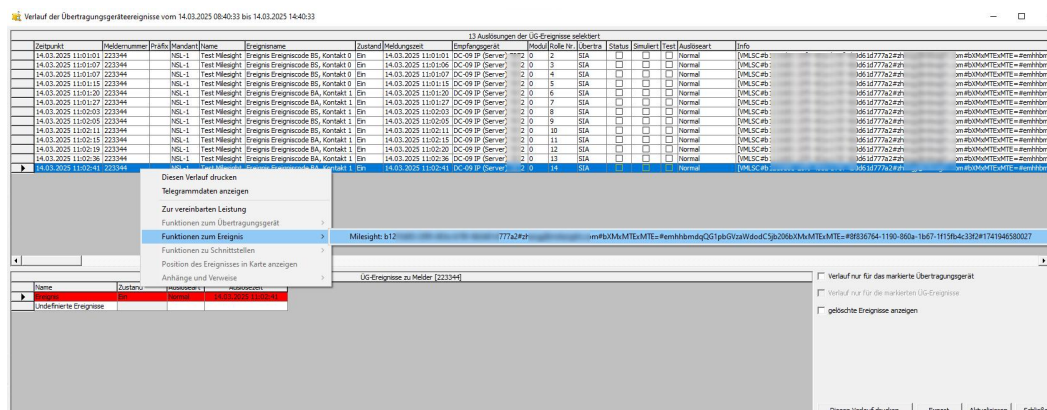 Verlauf der Übertragungsgeräteereignisse vom 14.03.2025 08:40:33 bis 14.03.2025 14:40:33
13 Auslösungen der ÜG-Ereignisse selektiert
Zeitpunkt Meldernummer Präfix Mandant Name Ereignisname Zustand Meldungszeit Empfangsgerät Modul Rolle Nr. Übertra Status Simuliert Test Auslöseart Info
14.03.2025 11:01:01 223344 NSL-1 Test Milesight Ereignis Ereigniscode BS, Kontakt 0 Ein 14.03.2025 11:01:01 DC-09 IP (Server) 2 0 2 SIA Normal
14.03.2025 11:01:07 223344 NSL-1 Test Milesight Ereignis Ereigniscode BS, Kontakt 0 Ein 14.03.2025 11:01:06 DC-09 IP (Server) 2 0 3 SIA Normal
14.03.2025 11:01:07 223344 NSL-1 Test Milesight Ereignis Ereigniscode BS, Kontakt 0 Ein 14.03.2025 11:01:07 DC-09 IP (Server) 2 0 4 SIA Normal
14.03.2025 11:01:15 223344 NSL-1 Test Milesight Ereignis Ereigniscode BS, Kontakt 0 Ein 14.03.2025 11:01:15 DC-09 IP (Server) 2 0 5 SIA Normal
14.03.2025 11:01:20 223344 NSL-1 Test Milesight Ereignis Ereigniscode BA, Kontakt 1 Ein 14.03.2025 11:01:20 DC-09 IP (Server) 2 0 6 SIA Normal
14.03.2025 11:01:27 223344 NSL-1 Test Milesight Ereignis Ereigniscode BA, Kontakt 1 Ein 14.03.2025 11:01:27 DC-09 IP (Server) 2 0 7 SIA Normal
14.03.2025 11:02:03 223344 NSL-1 Test Milesight Ereignis Ereigniscode BA, Kontakt 1 Ein 14.03.2025 11:02:03 DC-09 IP (Server) 2 0 8 SIA Normal
14.03.2025 11:02:05 223344 NSL-1 Test Milesight Ereignis Ereigniscode BA, Kontakt 1 Ein 14.03.2025 11:02:05 DC-09 IP (Server) 2 0 9 SIA Normal
14.03.2025 11:02:11 223344 NSL-1 Test Milesight Ereignis Ereigniscode BA, Kontakt 1 Ein 14.03.2025 11:02:11 DC-09 IP (Server) 2 0 10 SIA Normal
14.03.2025 11:02:15 223344 NSL-1 Test Milesight Ereignis Ereigniscode BA, Kontakt 1 Ein 14.03.2025 11:02:15 DC-09 IP (Server) 2 0 11 SIA Normal
14.03.2025 11:02:19 223344 NSL-1 Test Milesight Ereignis Ereigniscode BA, Kontakt 1 Ein 14.03.2025 11:02:20 DC-09 IP (Server) 2 0 12 SIA Normal
14.03.2025 11:02:36 223344 NSL-1 Test Milesight Ereignis Ereigniscode BA, Kontakt 1 Ein 14.03.2025 11:02:36 DC-09 IP (Server) 2 0 13 SIA Normal
14.03.2025 11:02:41 223344 NSL-1 Test Milesight Ereignis Ereigniscode BA, Kontakt 1 Ein 14.03.2025 11:02:41 DC-09 IP (Server) 2 0 14 SIA Normal
Diesen Verlauf drucken
Telegrammdaten anzeigen
Zur vereinbarten Leistung
Funktionen zum Übertragungsgerät
Funktionen zum Ereignis
Milesight:
Funktionen zu Schnittstellen
Position des Ereignisses in Karte anzeigen
Anhänge und Verweise
ÜG-Ereignisse zu Melder [223344]
Name Zustand Auslöseart Auslösezeit
Ereignis Ein Normal 14.03.2025 11:02:41
Undefinierte Ereignisse
Verlauf nur für das markierte Übertragungsgerät
Verlauf nur für die markierten ÜG-Ereignisse
gelöschte Ereignisse anzeigen
Diesen Verlauf drucken Export Aktualisieren